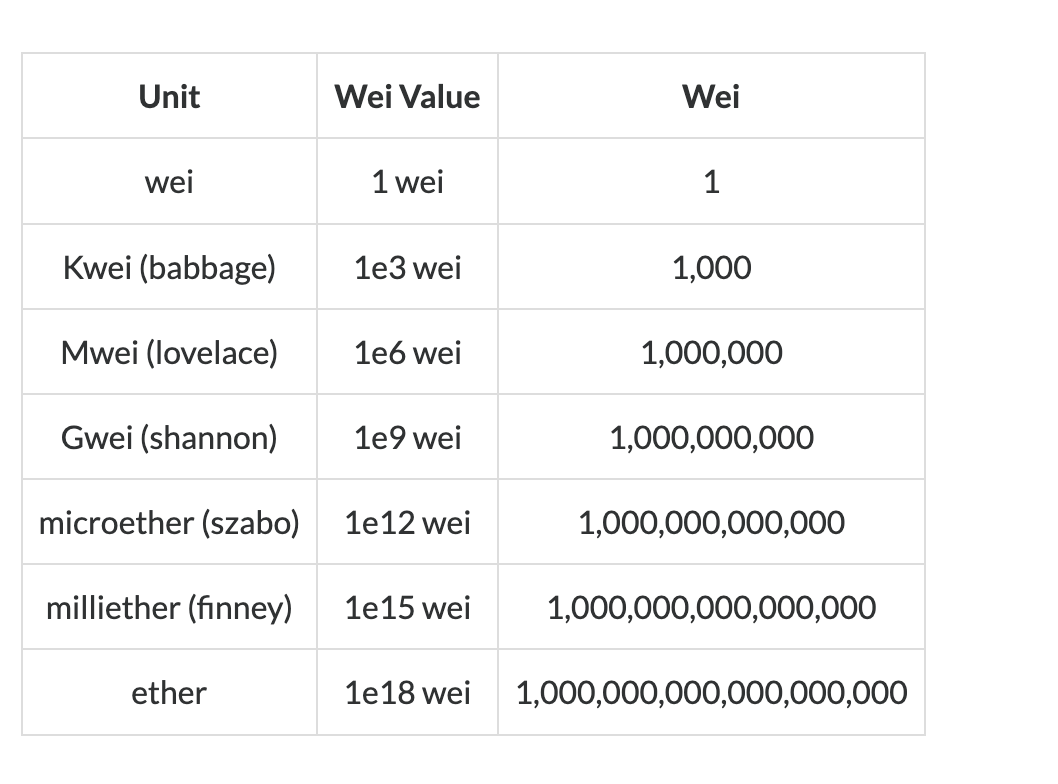 Unit Wei Value Wei
wei 1 wei 1
Kwei (babbage) 1e3 wei 1,000
Mwei (lovelace) 1e6 wei 1,000,000
Gwei (shannon) 1e9 wei 1,000,000,000
microether (szabo) 1e12 wei 1,000,000,000,000
milliether (finney) 1e15 wei 1,000,000,000,000,000
ether 1e18 wei 1,000,000,000,000,000,000